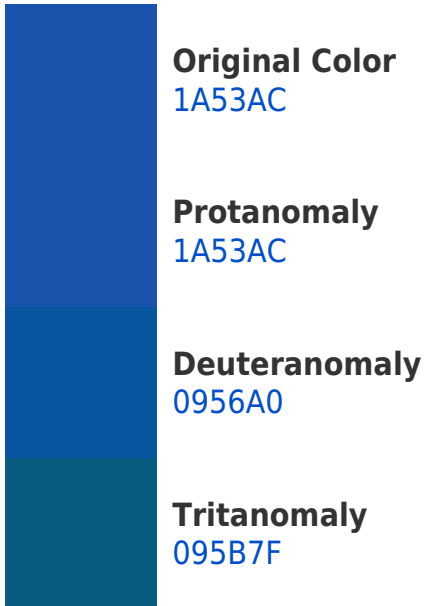 Original Color
1A53AC
Protanomaly
1A53AC
Deuteranomaly
0956A0
Tritanomaly
095B7F